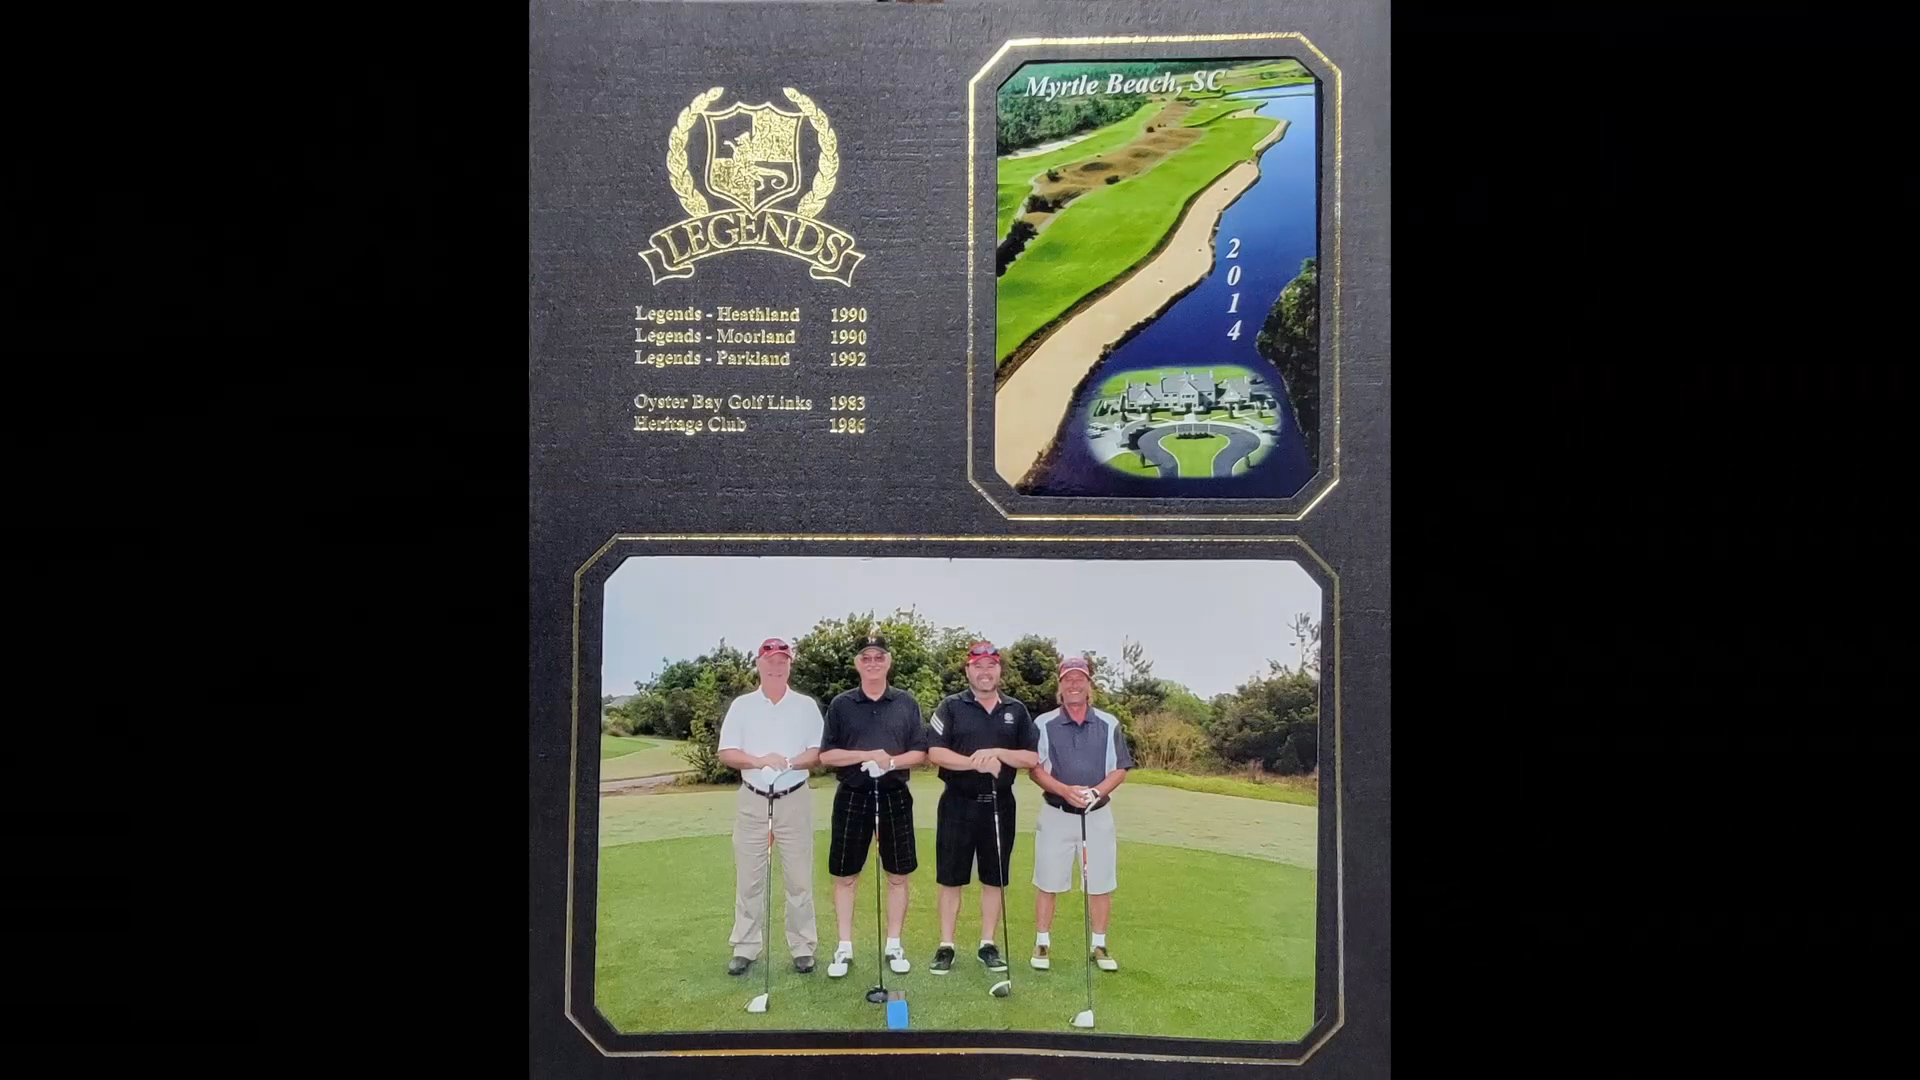 LEGENDS
Legends - Heathland 1990
Legends - Moorland 1990
Legends - Parkland 1992
Oyster Bay Golf Links 1983
Heritage Club 1986
Myrtle Beach, SC
2014